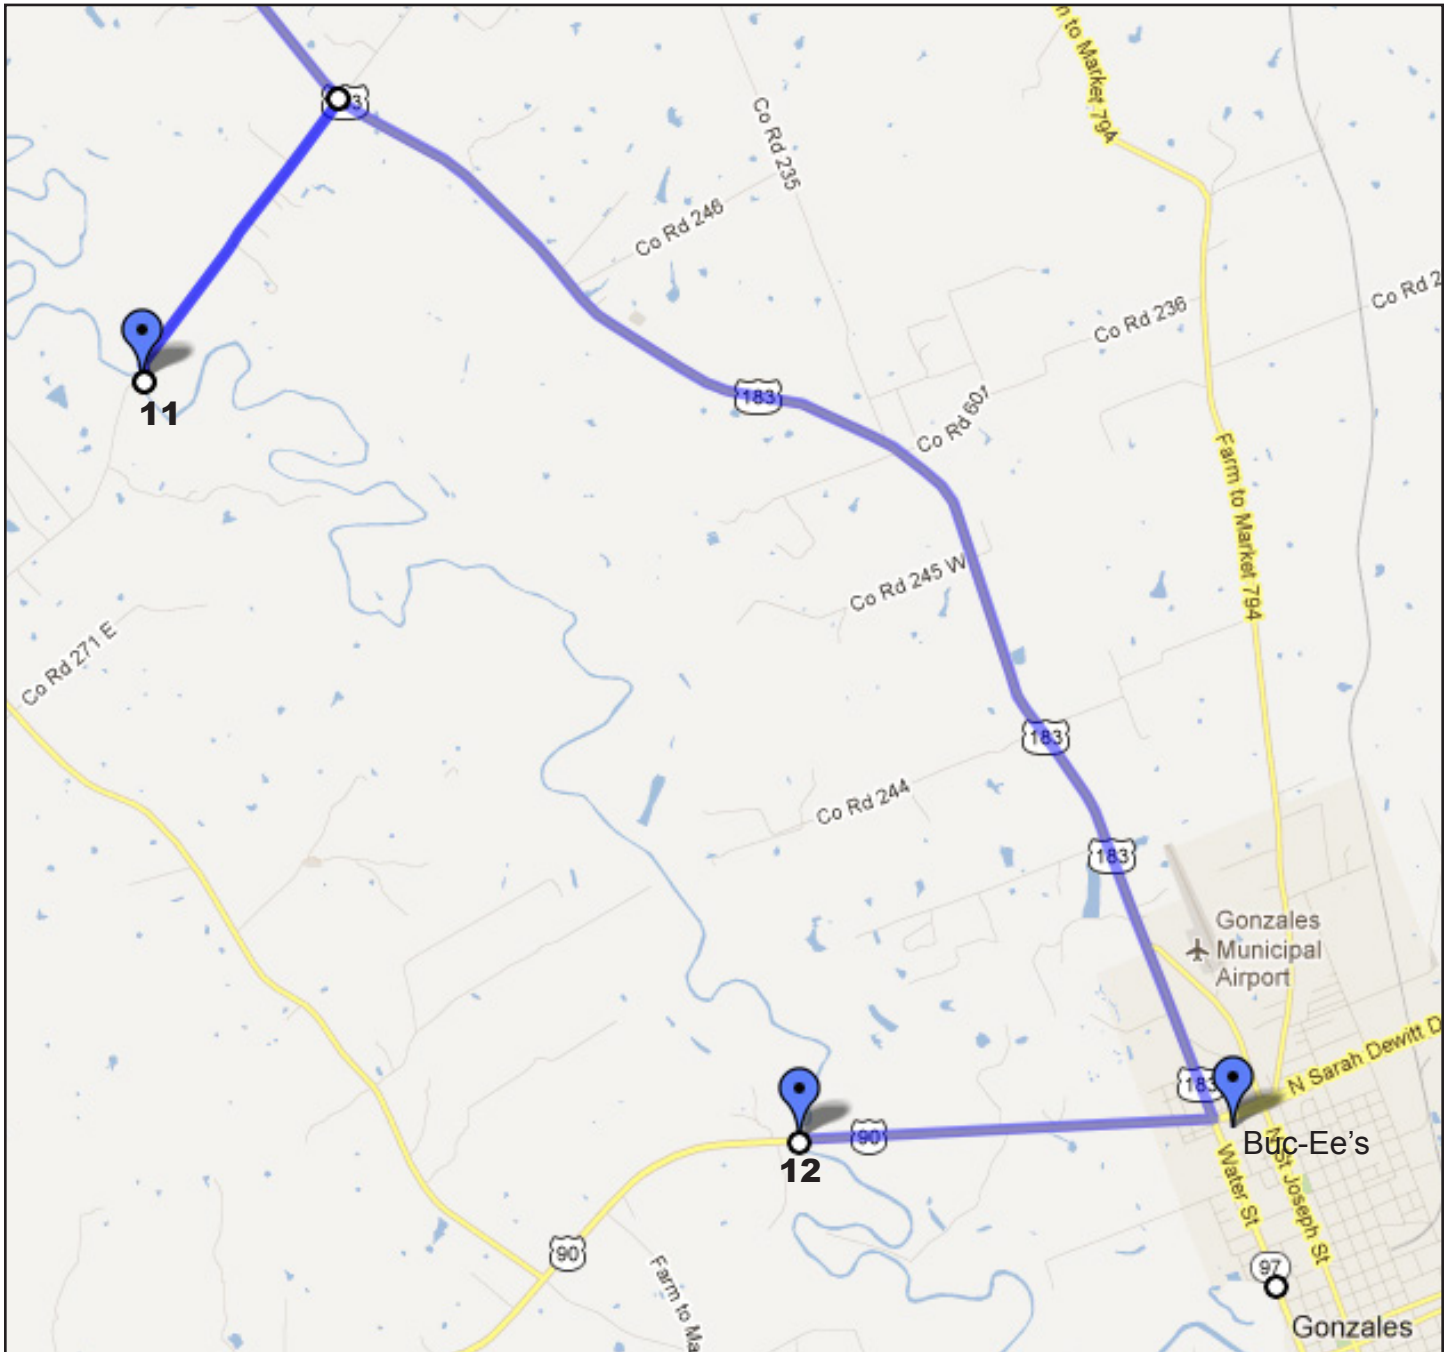 n to Market 794
Co Rd 235
Co Rd 246
Co Rd 236
Co Rd 2
11
183
Co Rd 601
Farm to Market 794
Co Rd 245 W
Co Rd 271 E
183
Co Rd 244
183
Gonzales
Municipal
Airport
183
N Sarah Dewitt D
90
12
Buc-Ee's
Water St
N St Joseph St
90
97
Farm to Ma
Gonzales